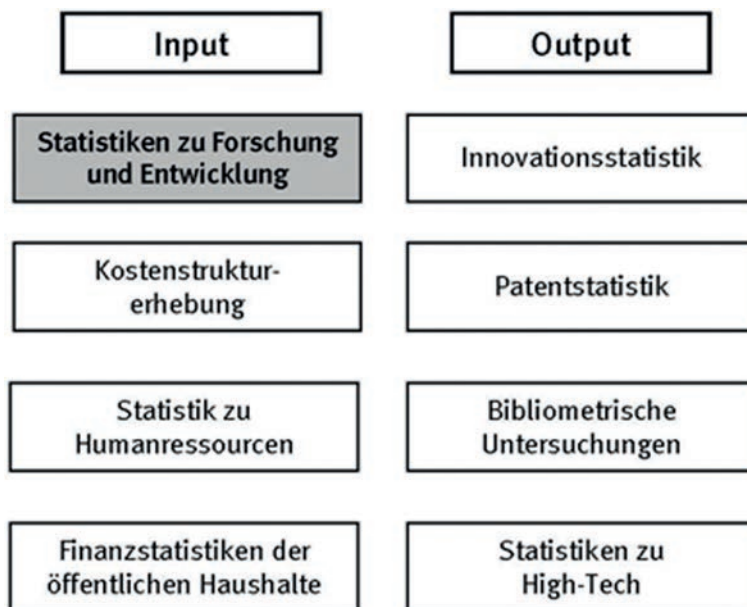 Input
Output
Statistiken zu Forschung
und Entwicklung
Innovationsstatistik
Kostenstruktur-
erhebung
Patentstatistik
Statistik zu
Humanressourcen
Bibliometrische
Untersuchungen
Finanzstatistiken der
öffentlichen Haushalte
Statistiken zu
High-Tech